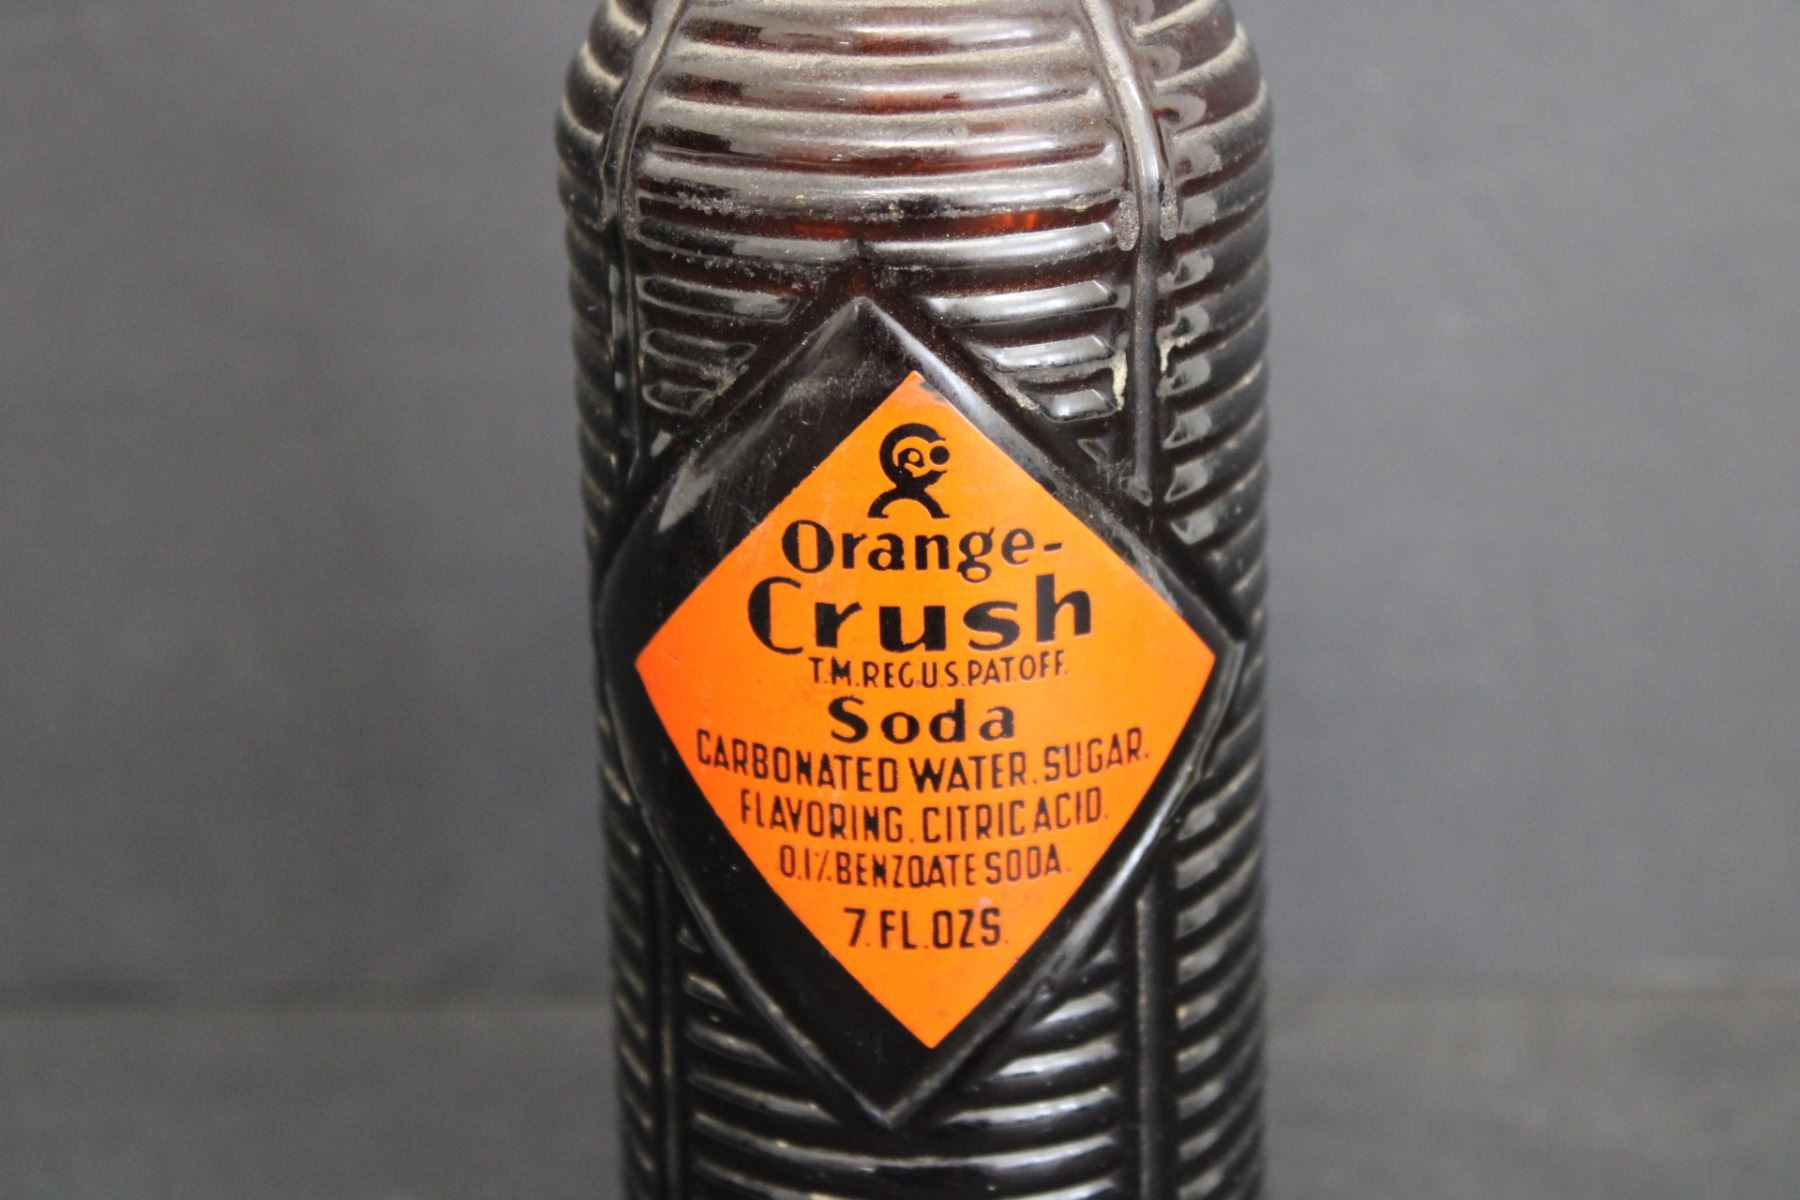 Orange-
Crush
T.M.REG.U.S.PAT.OFF.
Soda
CARBONATED WATER. SUGAR.
FLAVORING. CITRIC ACID.
0.1% BENZOATE SODA.
7. FL. OZS.